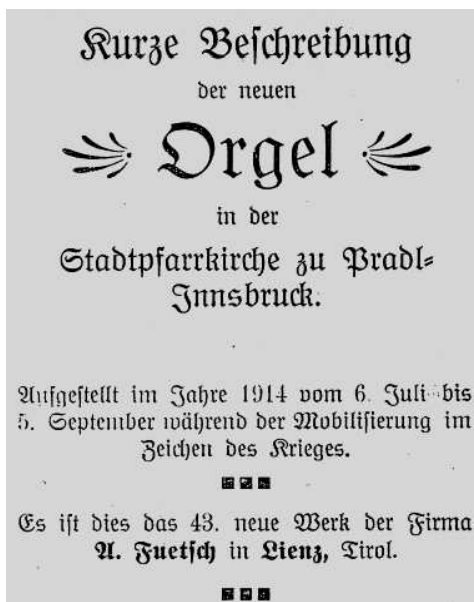 Kurze Beschreibung
der neuen
Orgel
in der
Stadtpfarrkirche zu Pradl-
Innsbruck.
Aufgestellt im Jahre 1914 vom 6. Juli bis
5. September während der Mobilisierung im
Zeichen des Krieges.
Es ist dies das 43. neue Werk der Firma
A. Fuetsch in Lienz, Tirol.